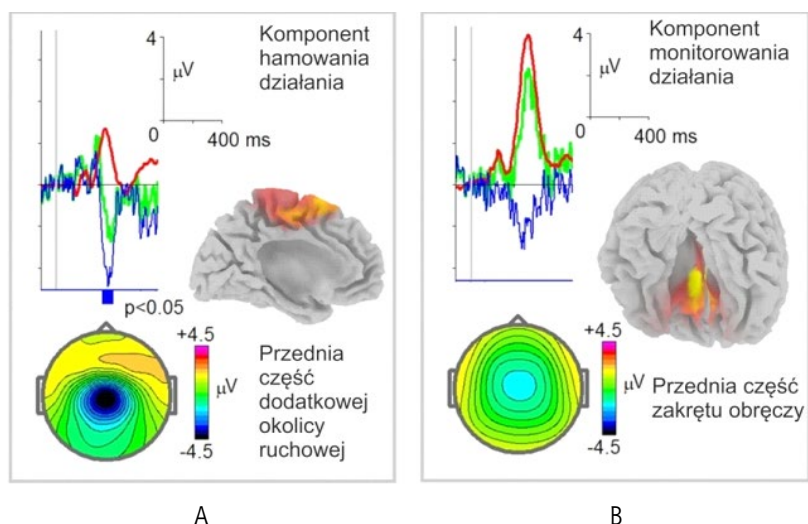 4
μV
0
400 ms
Komponent
hamowania
działania
p<0.05
+4.5
μV
-4.5
Przednia
część
dodatkowej
okolicy
ruchowej
A
4
μV
0
400 ms
Komponent
monitorowania
działania
+4.5
μV
-4.5
Przednia część
zakrętu obręczy
B